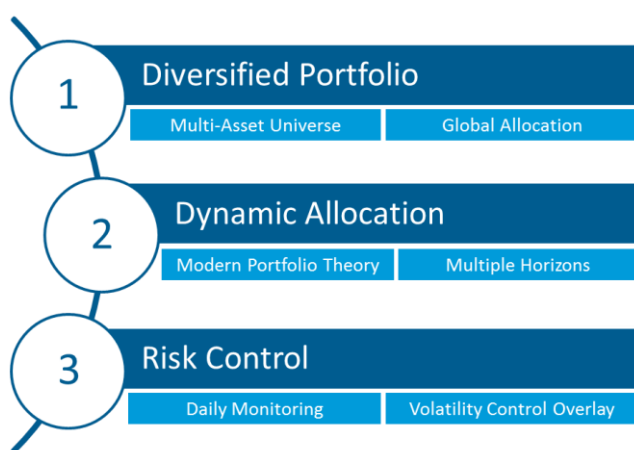 1
Diversified Portfolio
Multi-Asset Universe
Global Allocation
2
Dynamic Allocation
Modern Portfolio Theory
Multiple Horizons
3
Risk Control
Daily Monitoring
Volatility Control Overlay